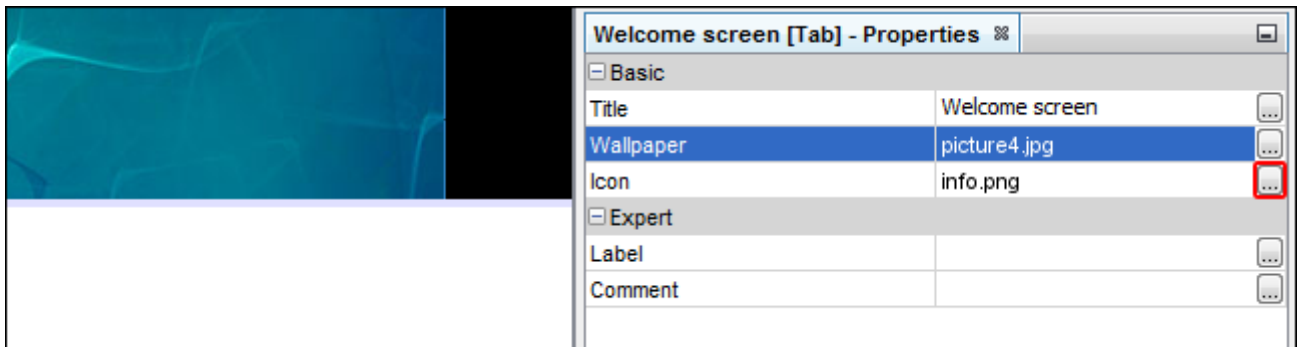 Welcome screen [Tab] - Properties
Basic
Title Welcome screen ...
Wallpaper picture4.jpg ...
Icon info.png ...
Expert
Label ...
Comment ...